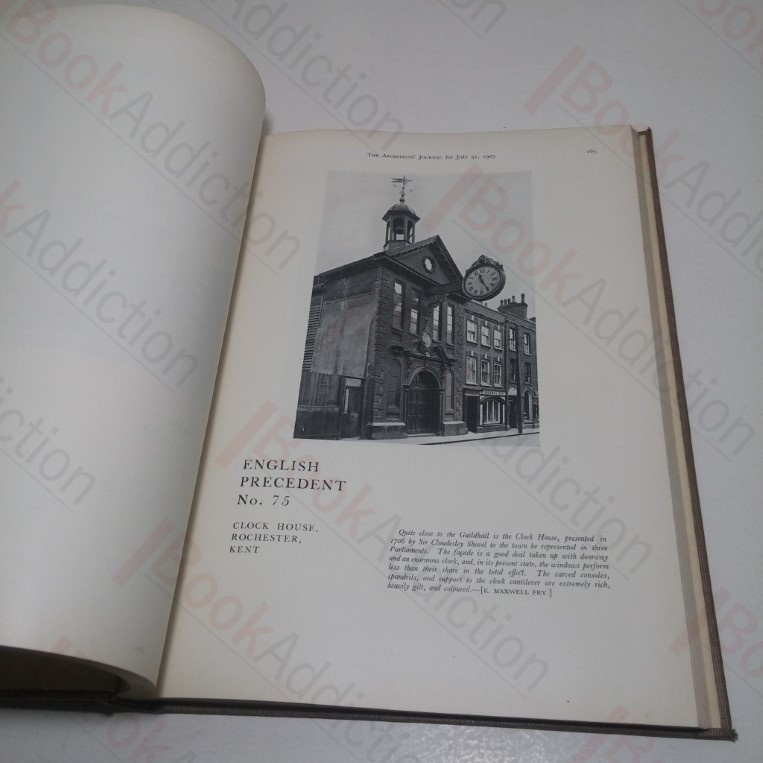 THE ARCHITECTS' JOURNAL for July 21, 1927
165
ENGLISH
PRECEDENT
No. 75
CLOCK HOUSE,
ROCHESTER,
KENT
Quite close to the Guildhall is the Clock House, presented in
1706 by Sir Cloudesley Shovel to the town he represented in three
Parliaments. The façade is a good deal taken up with doorway
and an enormous clock, and, in its present state, the windows perform
less than their share in the total effect. The carved consoles,
spandrils, and support to the clock cantilever are extremely rich,
heavily gilt, and coloured.—[E. MAXWELL FRY.]
BookAddiction